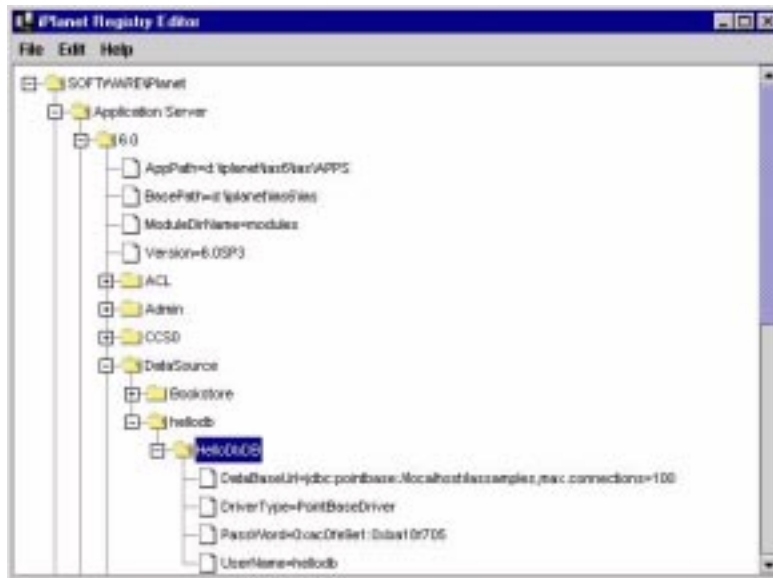 iPlanet Registry Editor
File Edit Help
SOFTWARE\iPlanet
Application Server
6.0
AppPath=d:\iplanet\ias6\ias\APPS
BasePath=d:\iplanet\ias6\ias
ModuleDirName=modules
Version=6.0SP3
ACL
Admin
CCS0
DataSource
Bookstore
hellodb
HelloDbDB
DataBaseUrl=jdbc:pointbase://localhost/iassamples,max.connections=100
DriverType=PointBaseDriver
UserName=hellodb